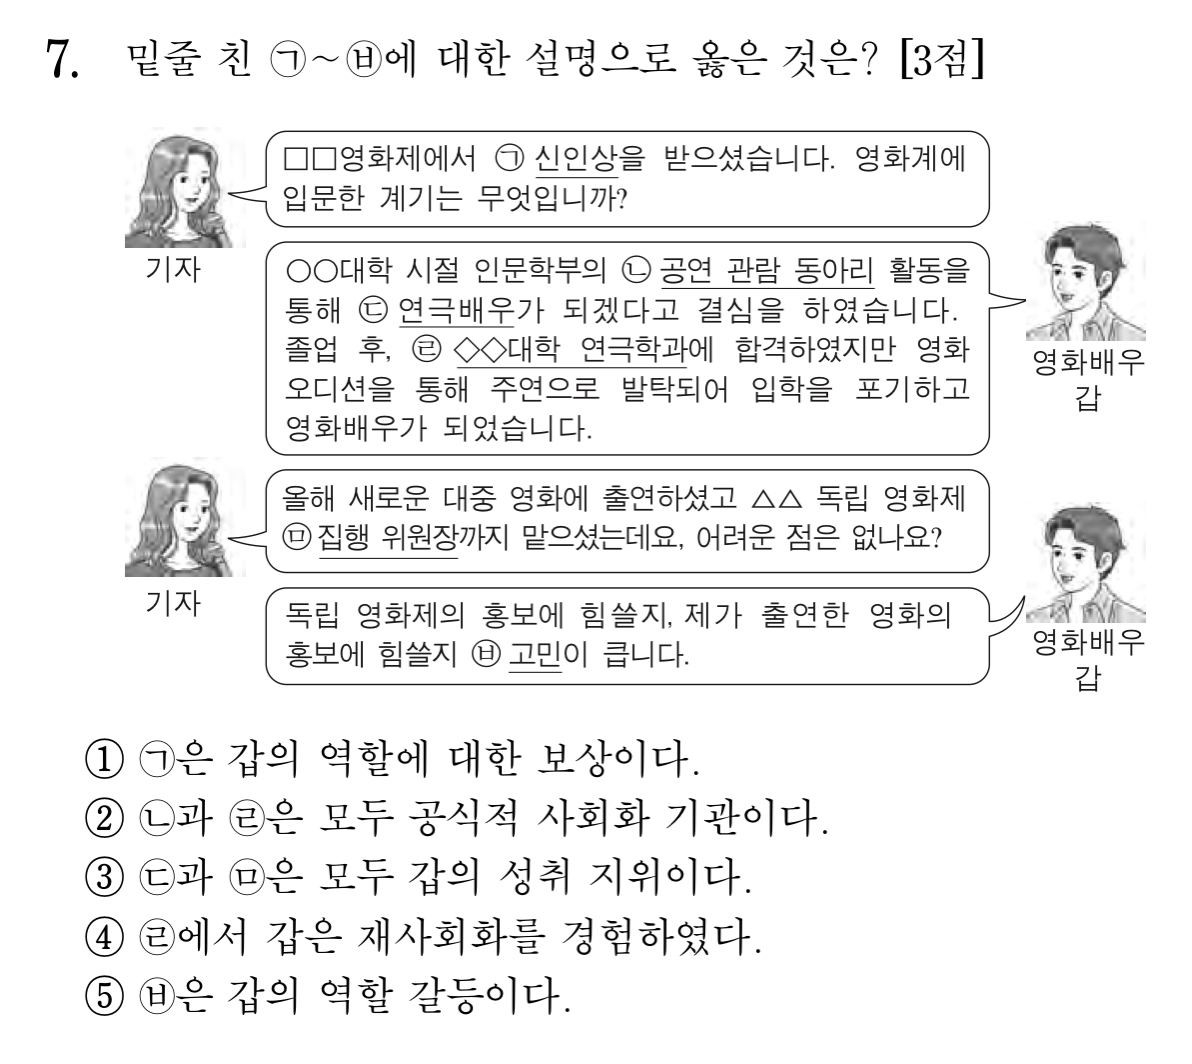 7. 밑줄 친 ㉠~㉥에 대한 설명으로 옳은 것은? [3점]
□□영화제에서 ㉠ 신인상을 받으셨습니다. 영화계에
입문한 계기는 무엇입니까?
기자
○○대학 시절 인문학부의 ㉡ 공연 관람 동아리 활동을
통해 ㉢ 연극배우가 되겠다고 결심을 하였습니다.
졸업 후, ㉣ ◇◇대학 연극학과에 합격하였지만 영화
오디션을 통해 주연으로 발탁되어 입학을 포기하고
영화배우가 되었습니다.
영화배우
갑
올해 새로운 대중 영화에 출연하셨고 △△ 독립 영화제
㉤ 집행 위원장까지 맡으셨는데요, 어려운 점은 없나요?
기자
독립 영화제의 홍보에 힘쓸지, 제가 출연한 영화의
홍보에 힘쓸지 ㉥ 고민이 큽니다.
영화배우
갑
① ㉠은 갑의 역할에 대한 보상이다.
② ㉡과 ㉣은 모두 공식적 사회화 기관이다.
③ ㉢과 ㉤은 모두 갑의 성취 지위이다.
④ ㉣에서 갑은 재사회화를 경험하였다.
⑤ ㉥은 갑의 역할 갈등이다.